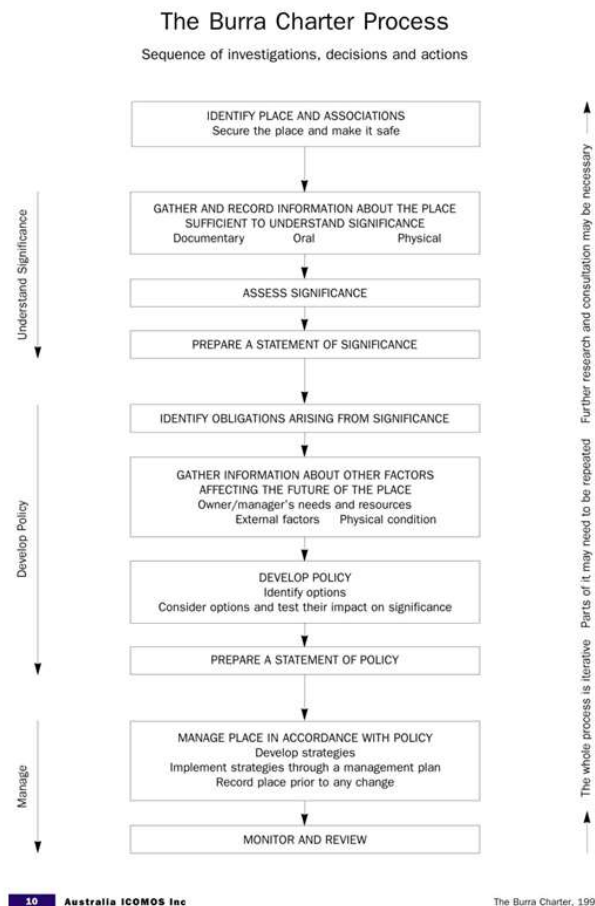 The Burra Charter Process
Sequence of investigations, decisions and actions
IDENTIFY PLACE AND ASSOCIATIONS
Secure the place and make it safe
GATHER AND RECORD INFORMATION ABOUT THE PLACE
SUFFICIENT TO UNDERSTAND SIGNIFICANCE
Documentary Oral Physical
ASSESS SIGNIFICANCE
PREPARE A STATEMENT OF SIGNIFICANCE
IDENTIFY OBLIGATIONS ARISING FROM SIGNIFICANCE
GATHER INFORMATION ABOUT OTHER FACTORS
AFFECTING THE FUTURE OF THE PLACE
Owner/manager's needs and resources
External factors Physical condition
DEVELOP POLICY
Identify options
Consider options and test their impact on significance
PREPARE A STATEMENT OF POLICY
MANAGE PLACE IN ACCORDANCE WITH POLICY
Develop strategies
Implement strategies through a management plan
Record place prior to any change
MONITOR AND REVIEW
Understand Significance
Develop Policy
Manage
The whole process is iterative Parts of it may need to be repeated Further research and consultation may be necessary
10 Australia ICOMOS Inc
The Burra Charter, 199